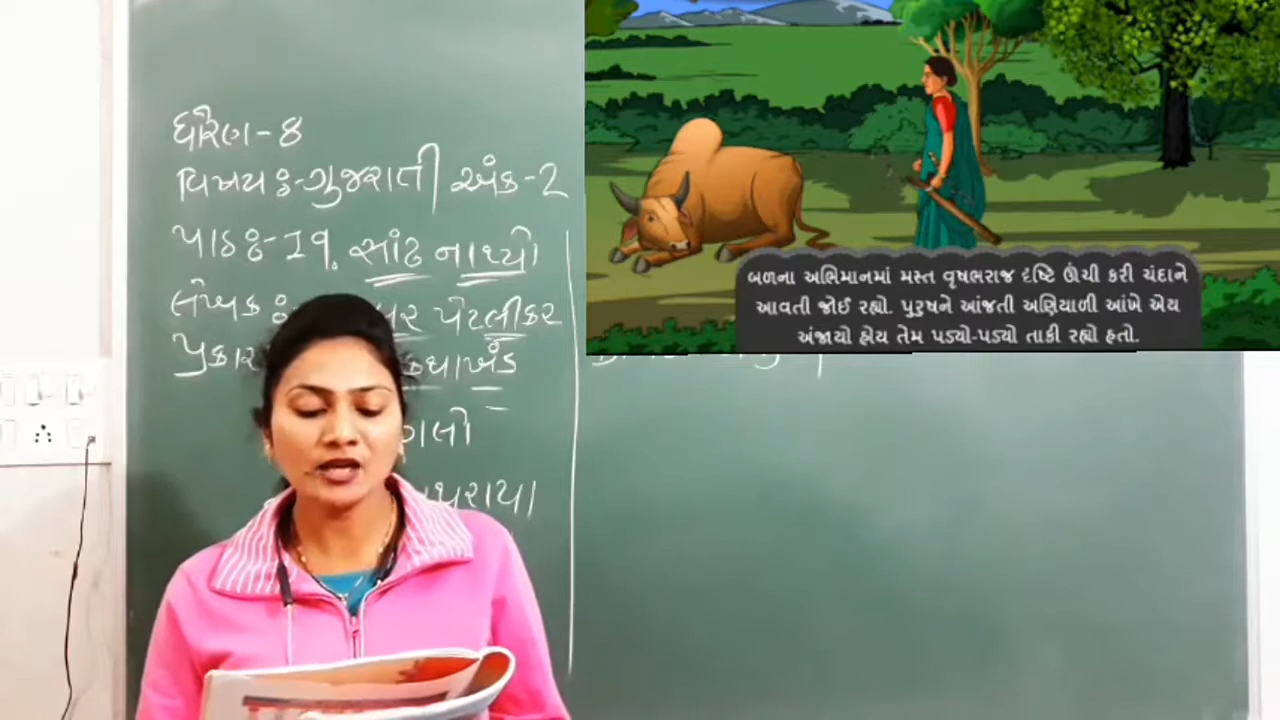 ધોરણ-8
વિષય ઃ-ગુજરાતી અંક-2
પાઠ ઃ-19. સાંઢ નાથ્યો
લેખક ઃ પેટલીકર
પ્રકાર કથાખંડ
બળના અભિમાનમાં મસ્ત વૃષભરાજ દૃષ્ટિ ઊંચી કરી ચંદાને
આવતી જોઈ રહ્યો. પુરુષને આંજતી અણિયાળી આંખે એય
અંજાયો હોય તેમ પડ્યો-પડ્યો તાકી રહ્યો હતો.